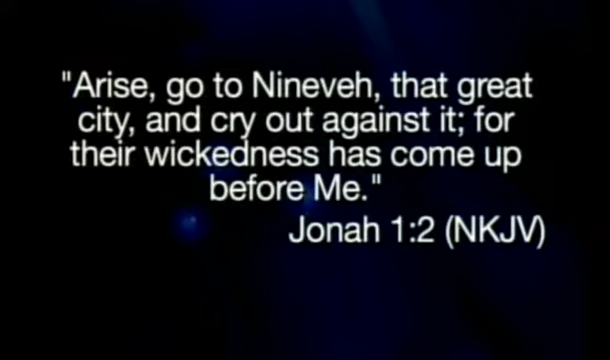 "Arise, go to Nineveh, that great
city, and cry out against it; for
their wickedness has come up
before Me."
Jonah 1:2 (NKJV)